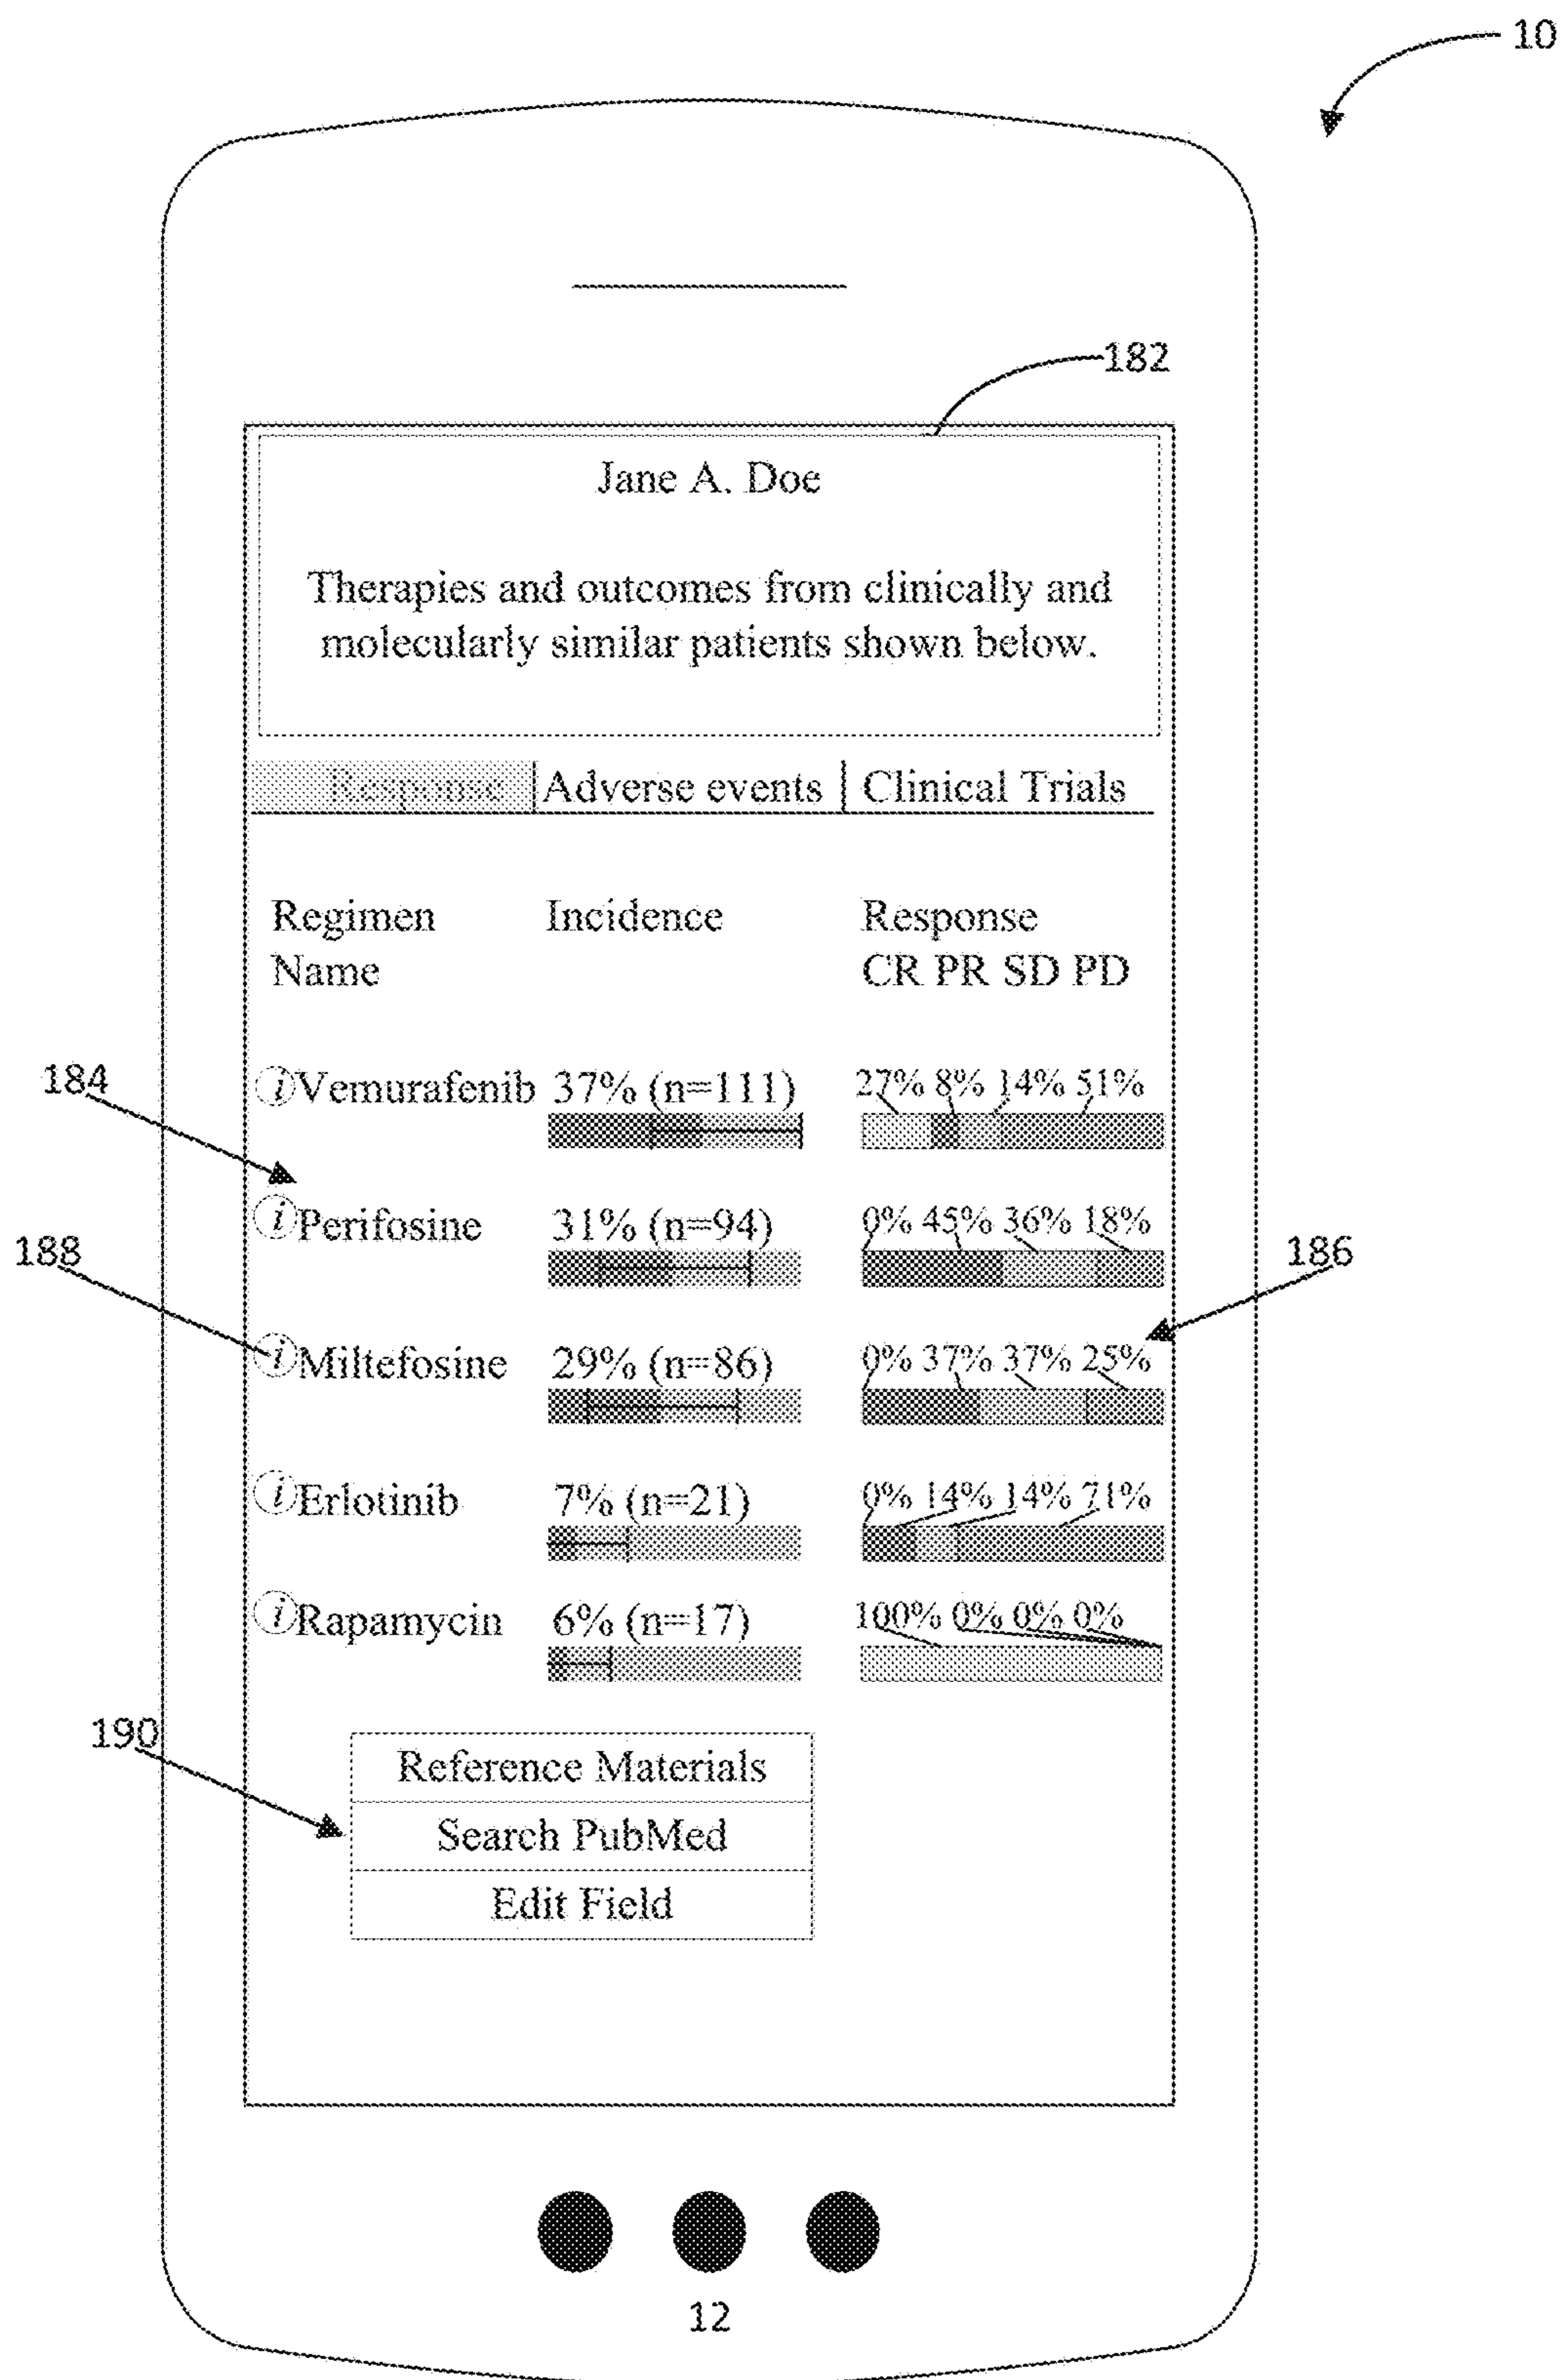 10
182
Jane A. Doe
Therapies and outcomes from clinically and
molecularly similar patients shown below.
Response Adverse events Clinical Trials
Regimen Incidence Response
Name CR PR SD PD
184
i Vemurafenib 37% (n=111) 27% 8% 14% 51%
i Perifosine 31% (n=94) 0% 45% 36% 18%
188
186
i Miltefosine 29% (n=86) 0% 37% 37% 25%
i Erlotinib 7% (n=21) 0% 14% 14% 71%
i Rapamycin 6% (n=17) 100% 0% 0% 0%
190
Reference Materials
Search PubMed
Edit Field
12